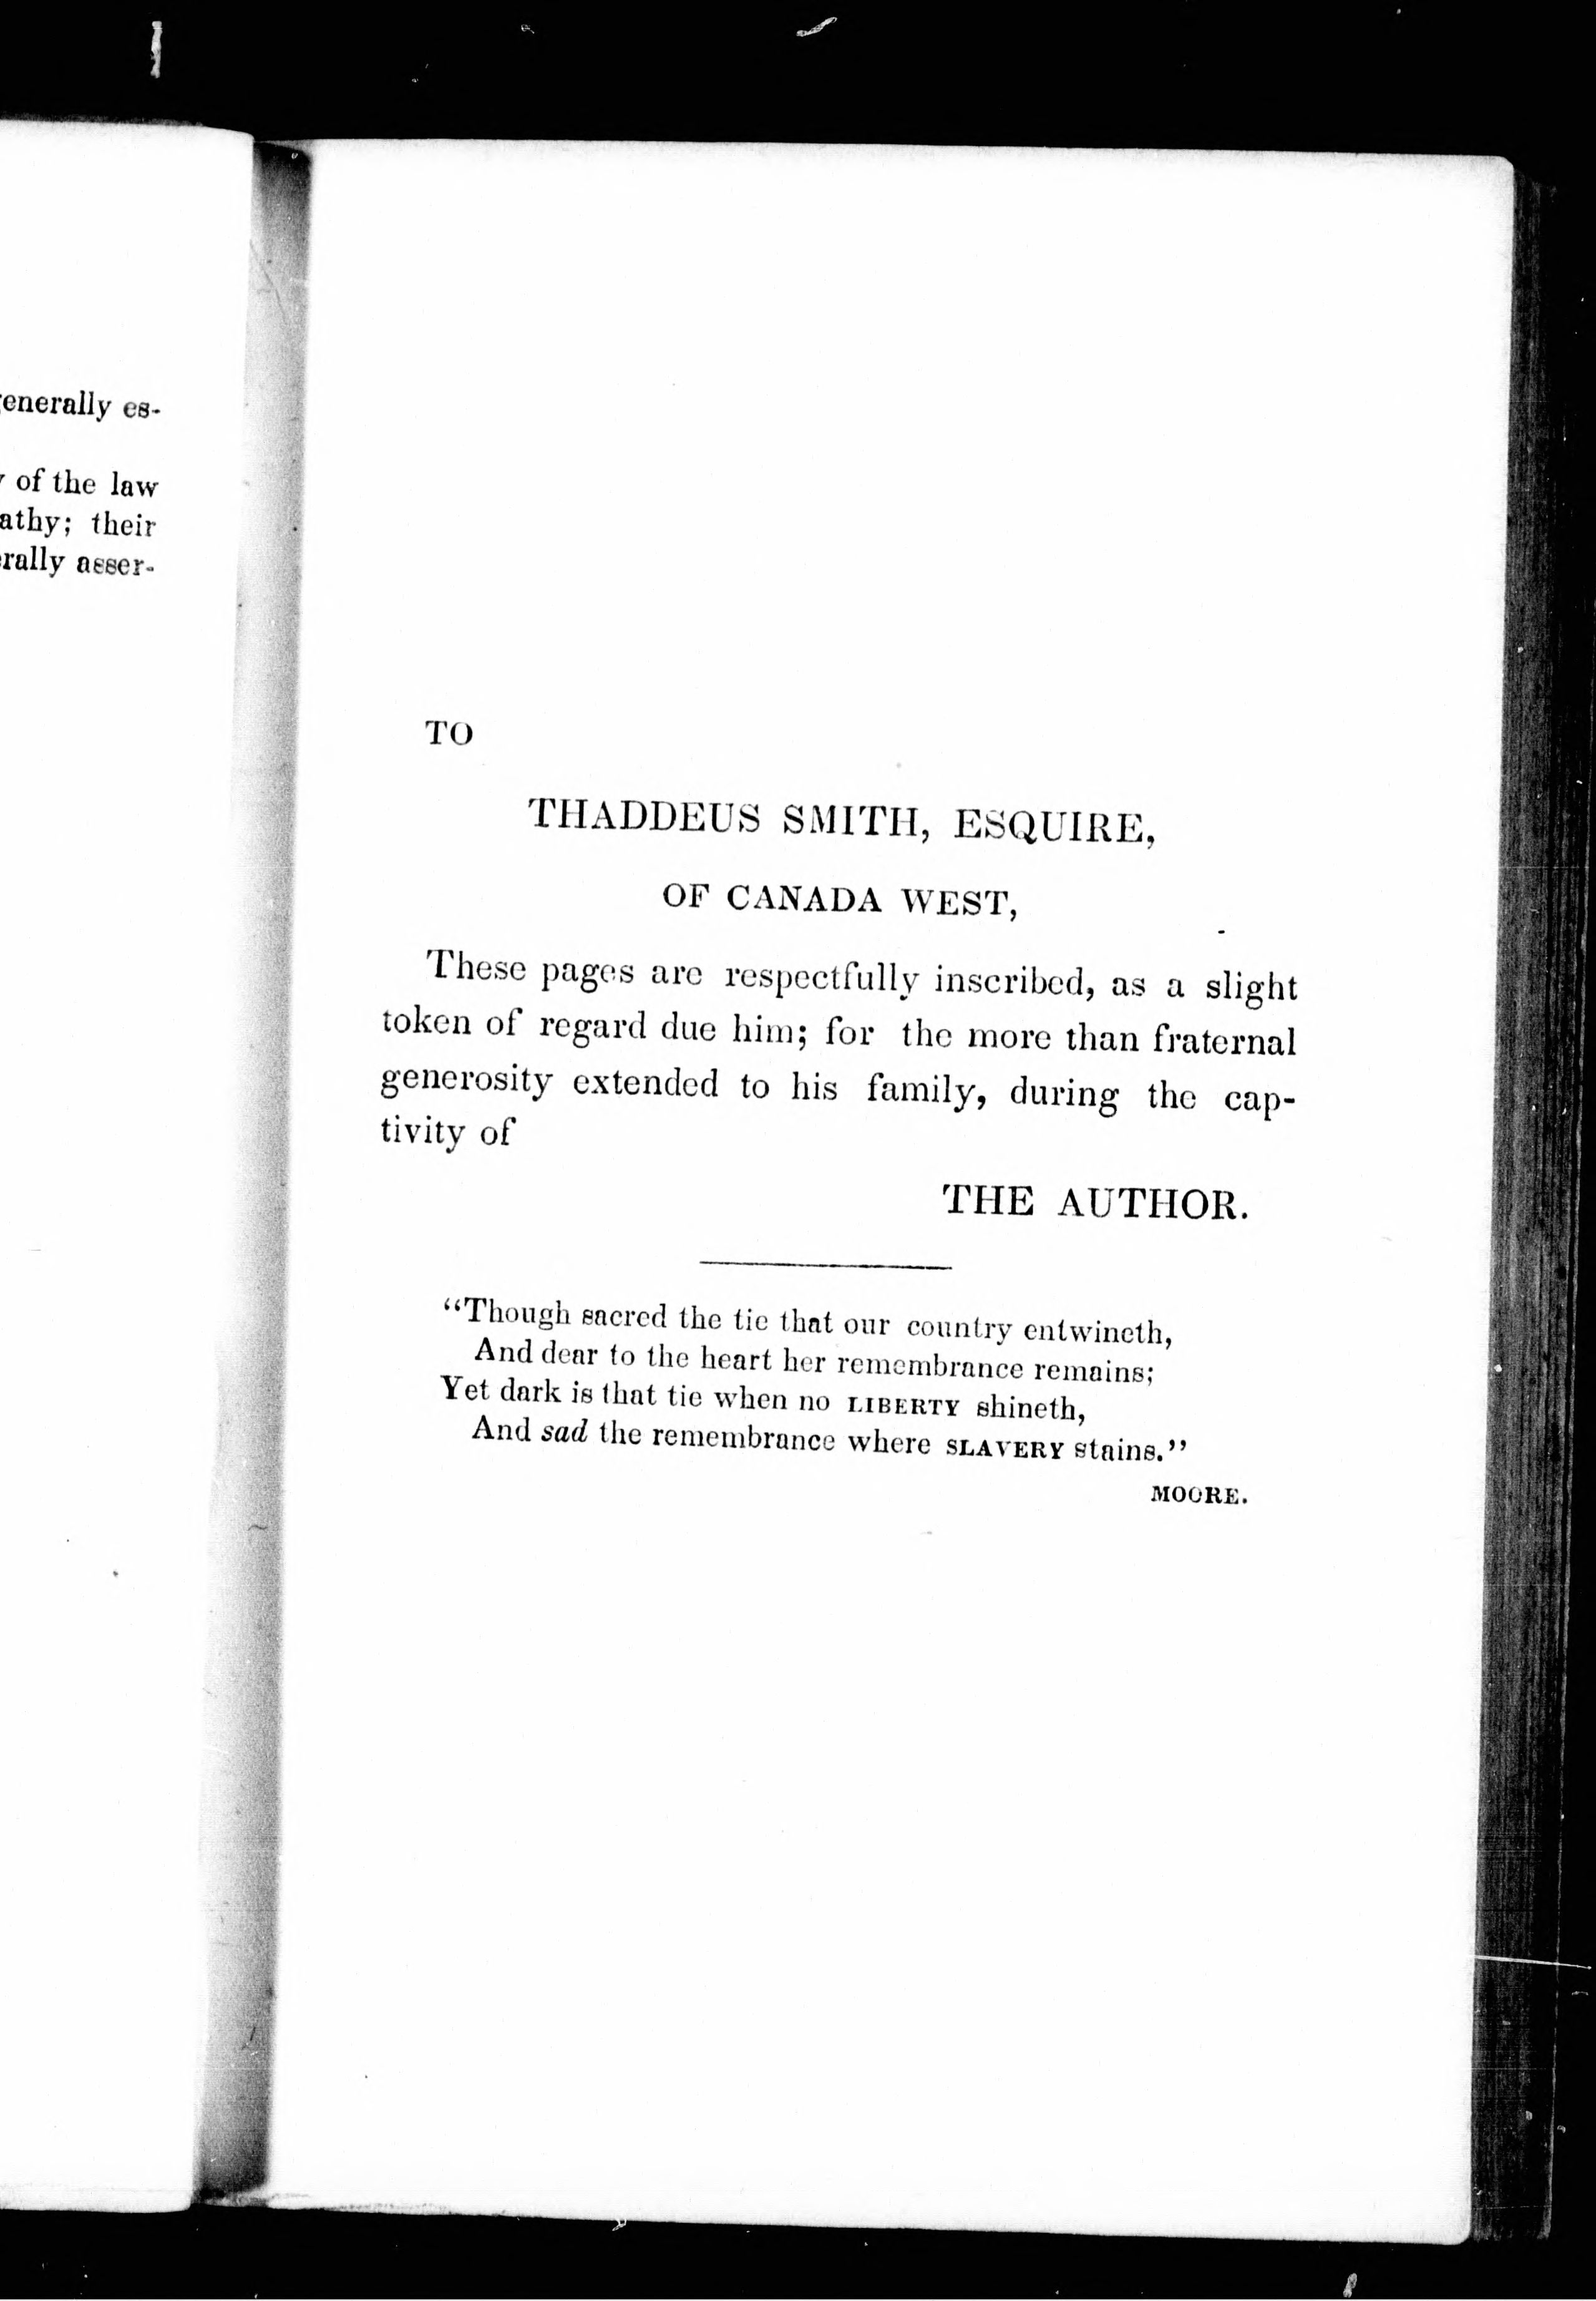 enerally es-
of the law
athy; their
rally asser-
TO
THADDEUS SMITH, ESQUIRE,
OF CANADA WEST,
These pages are respectfully inscribed, as a slight
token of regard due him; for the more than fraternal
generosity extended to his family, during the cap-
tivity of
THE AUTHOR.
“Though sacred the tie that our country entwineth,
And dear to the heart her remembrance remains;
Yet dark is that tie when no LIBERTY shineth,
And sad the remembrance where SLAVERY stains.”
MOORE.